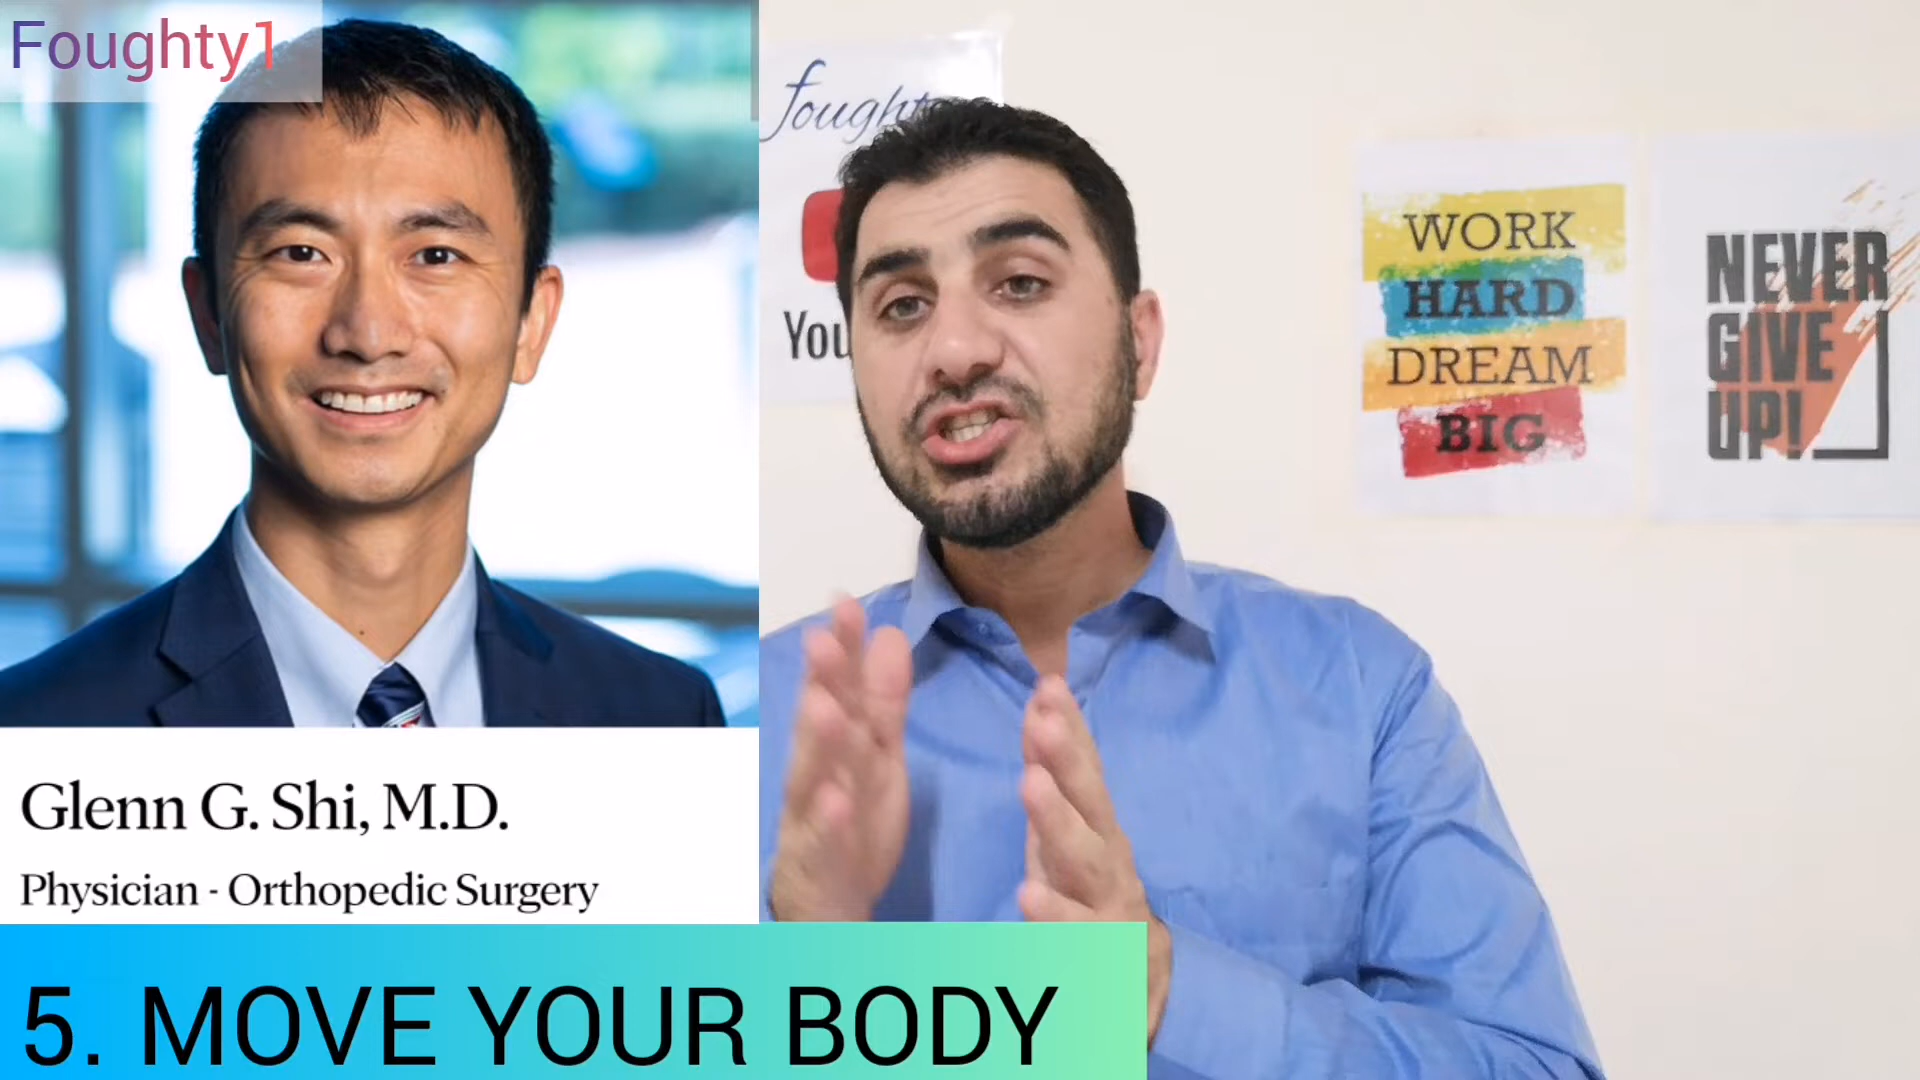 Foughty1
Glenn G. Shi, M.D.
Physician - Orthopedic Surgery
5. MOVE YOUR BODY
You
WORK
HARD
DREAM
BIG
NEVER
GIVE
UP!